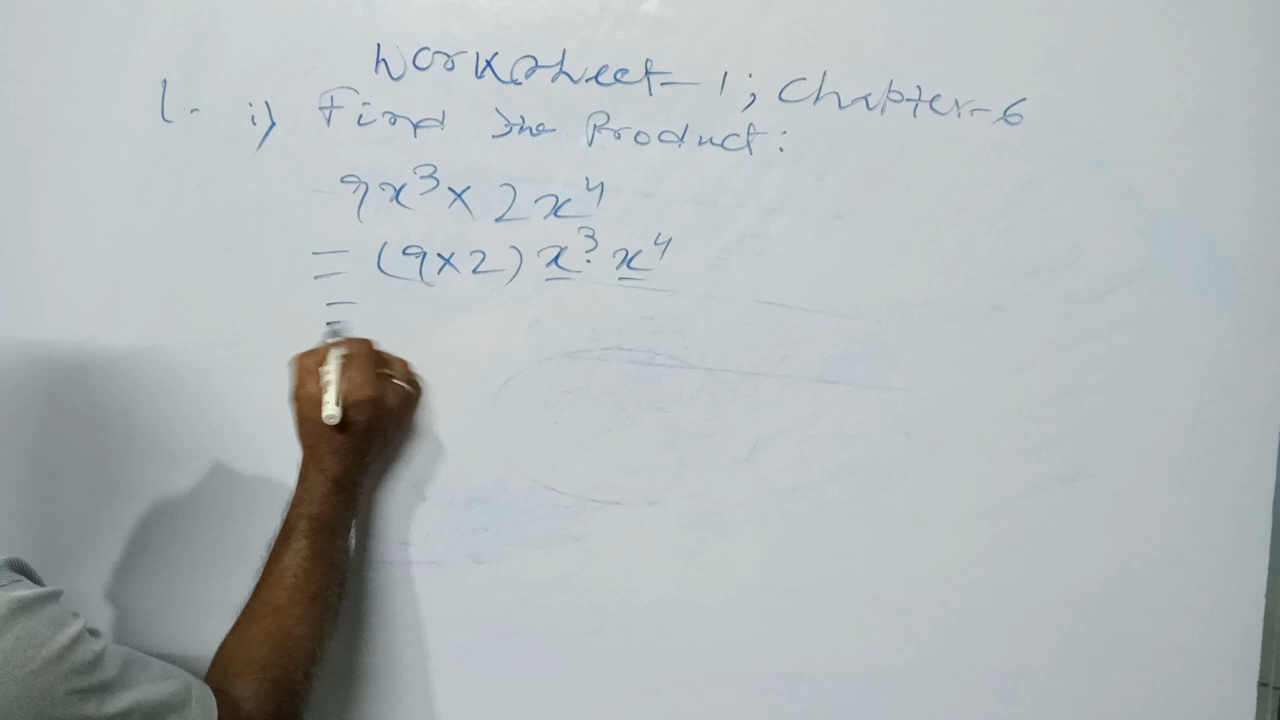 Worksheet-1; Chapter-6
1. i) Find the Product:
9x³ × 2x⁴
= (9×2) x³. x⁴
=